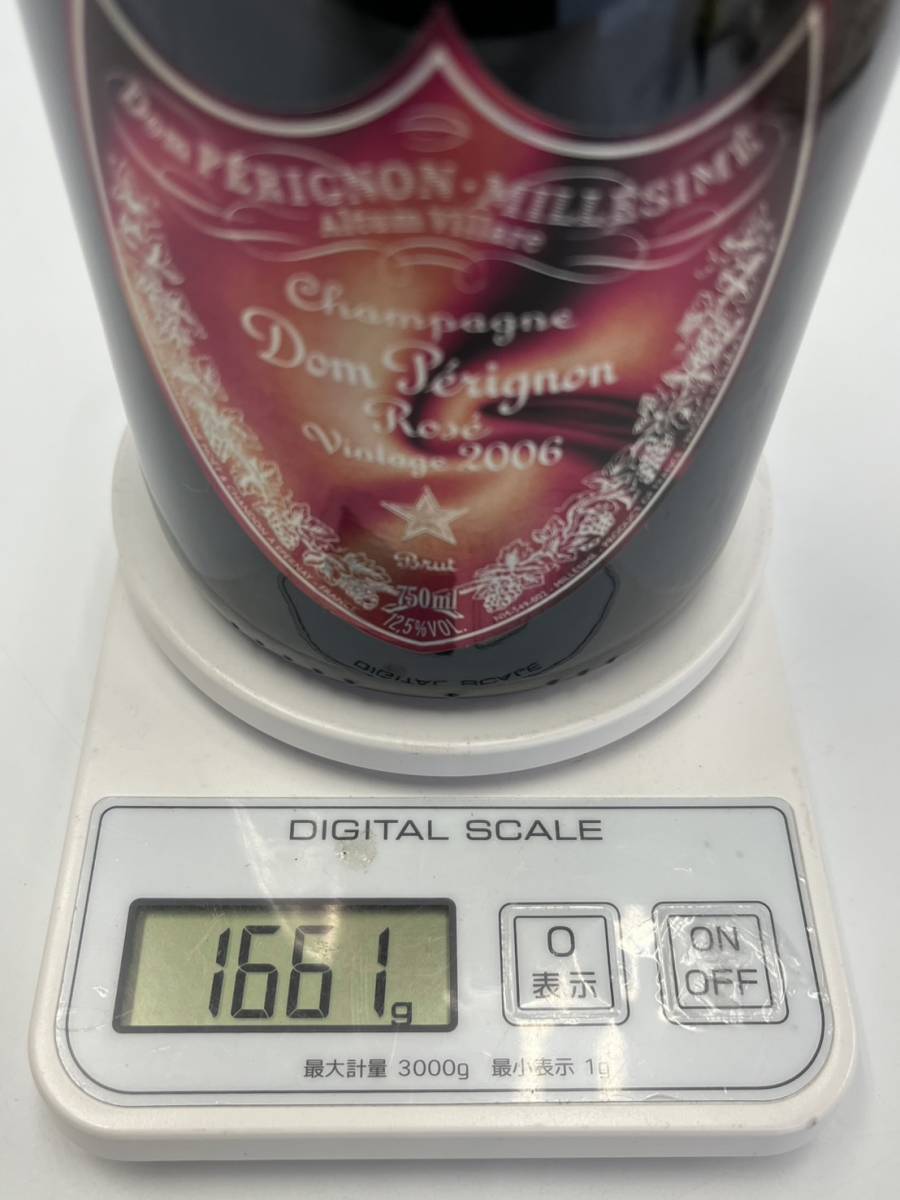 Dom PÉRIGNON · MILLÉSIME
Altum Villare
Champagne
Dom Pérignon
Rosé
Vintage 2006
Brut
750ml
12,5%VOL.
DIGITAL SCALE
DIGITAL SCALE
1661g
0
表示
ON
OFF
最大計量 3000g 最小表示 1g